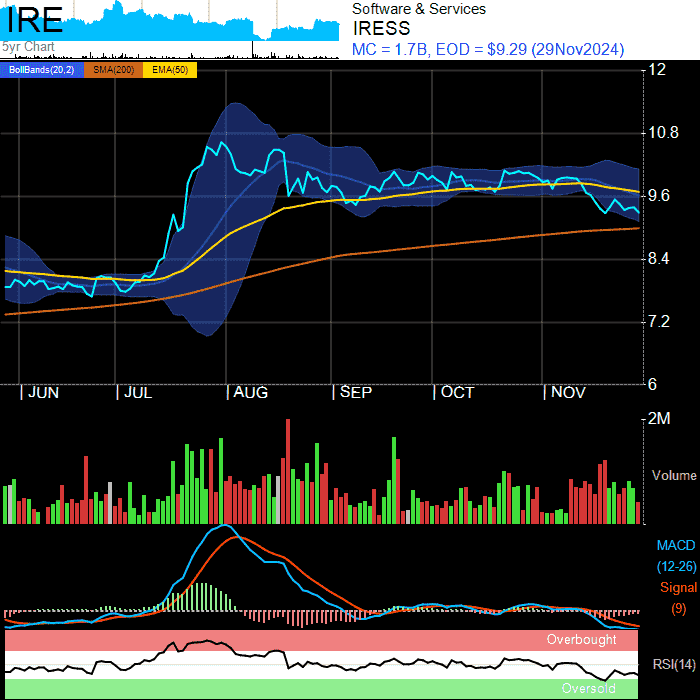 IRE
5yr Chart
Software & Services
IRESS
MC = 1.7B, EOD = $9.29 (29Nov2024)
BollBands(20,2) SMA(200) EMA(50)
12
10.8
9.6
8.4
7.2
6
JUN JUL AUG SEP OCT NOV
2M
Volume
MACD
(12-26)
Signal
(9)
Overbought
RSI(14)
Oversold